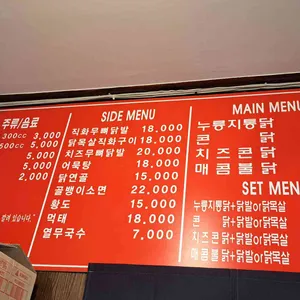 주류/음료
300cc 3,000
500cc 5,000
5,000
5,000
2,000
SIDE MENU
직화무뼈닭발 18.000
닭목살직화구이 18.000
치즈무뼈닭발 20.000
어묵탕 18.000
닭연골 15.000
골뱅이소면 22.000
황도 15.000
먹태 18.000
열무국수 7.000
MAIN MENU
누룽지통닭
콘 닭
치즈콘닭
매콤불닭
SET MEN
누룽지통닭+닭발or닭목살
콘 닭+닭발or닭목살
치즈콘닭+닭발or닭목살
매콤불닭+닭발or닭목살
있습니다.